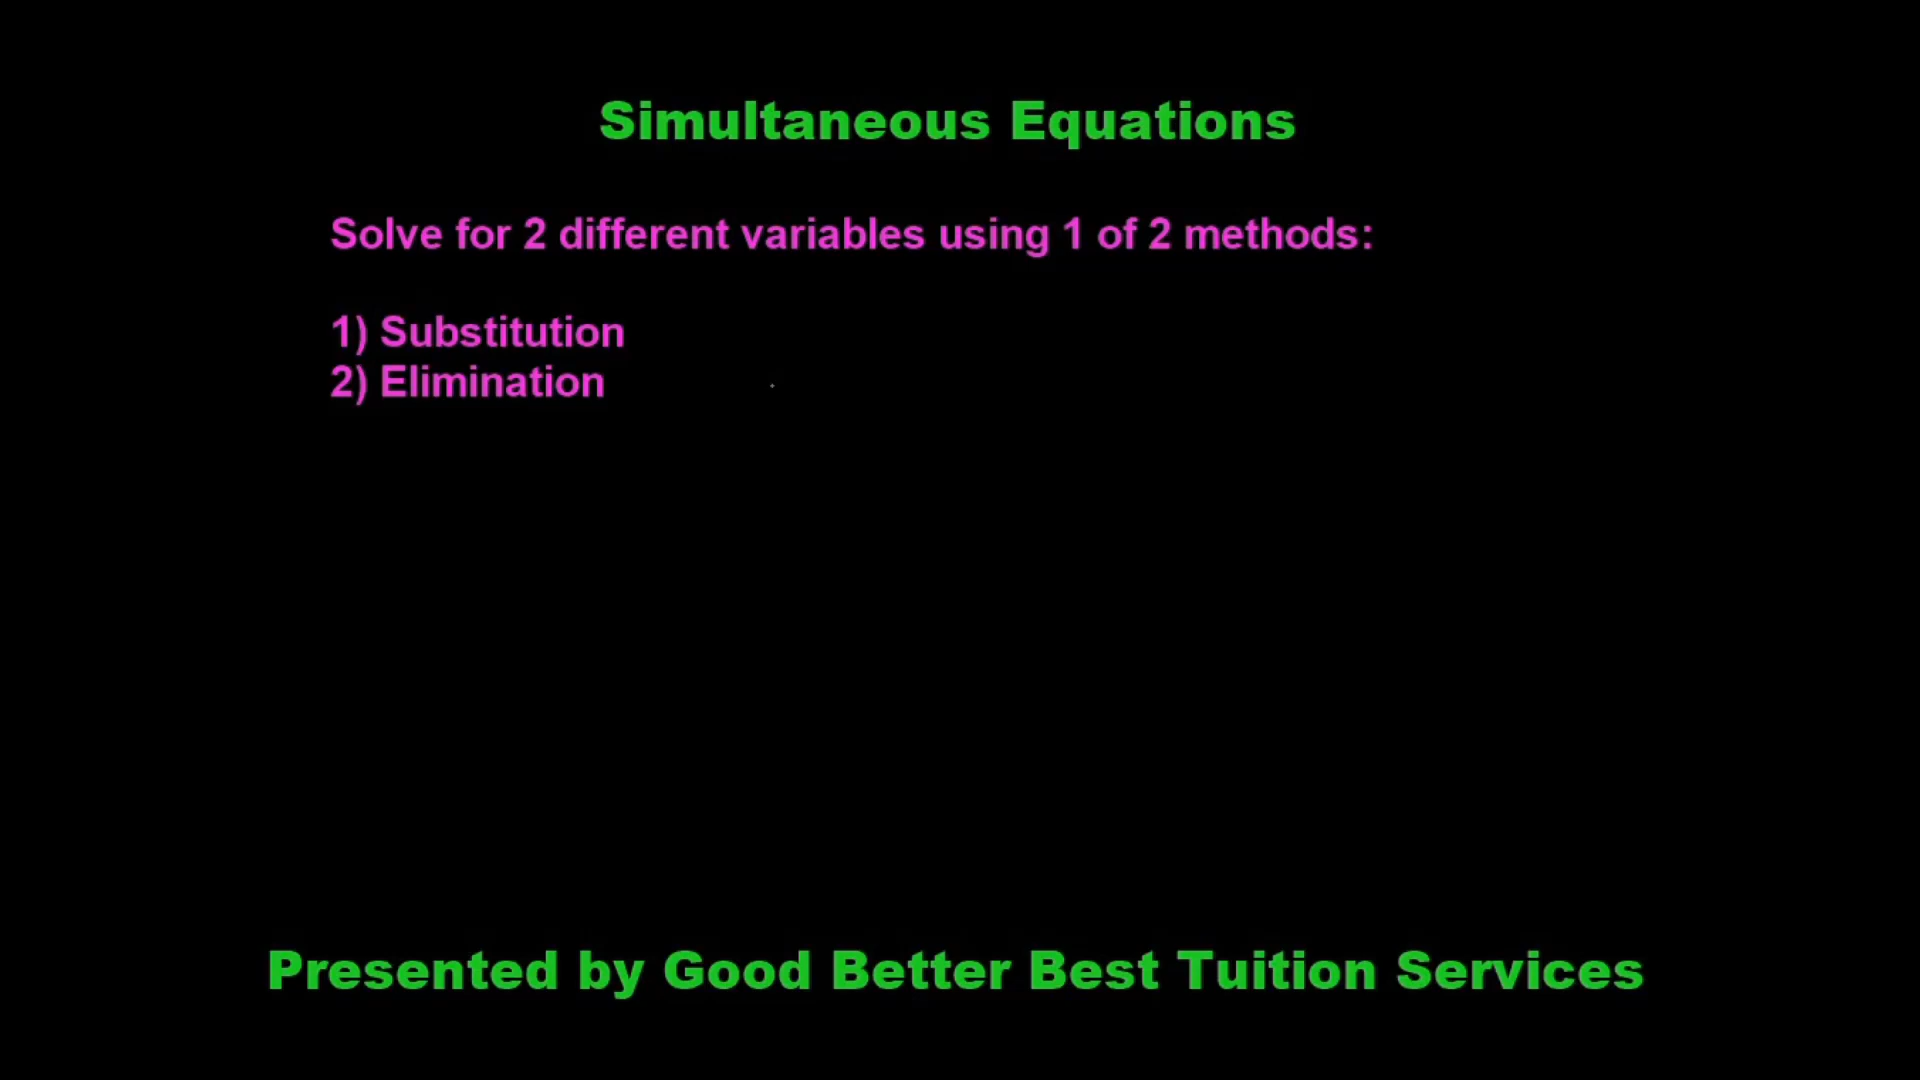 Simultaneous Equations
Solve for 2 different variables using 1 of 2 methods:
1) Substitution
2) Elimination
Presented by Good Better Best Tuition Services